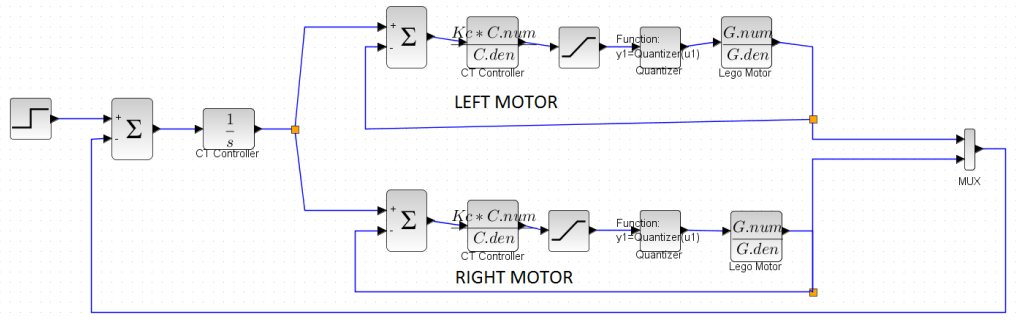 +
-
Σ
Kc * C.num
C.den
CT Controller
Function:
y1=Quantizer(u1)
Quantizer
G.num
G.den
Lego Motor
LEFT MOTOR
+
-
Σ
1
s
CT Controller
MUX
+
-
Σ
Kc * C.num
C.den
CT Controller
Function:
y1=Quantizer(u1)
Quantizer
G.num
G.den
Lego Motor
RIGHT MOTOR